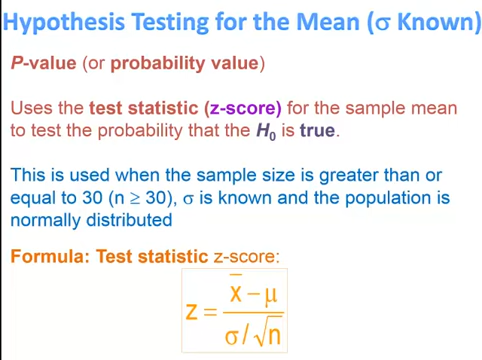 Hypothesis Testing for the Mean (σ Known)
P-value (or probability value)
Uses the test statistic (z-score) for the sample mean
to test the probability that the H₀ is true.
This is used when the sample size is greater than or
equal to 30 (n ≥ 30), σ is known and the population is
normally distributed
Formula: Test statistic z-score:
z = (x̄ − μ) / (σ / √n)